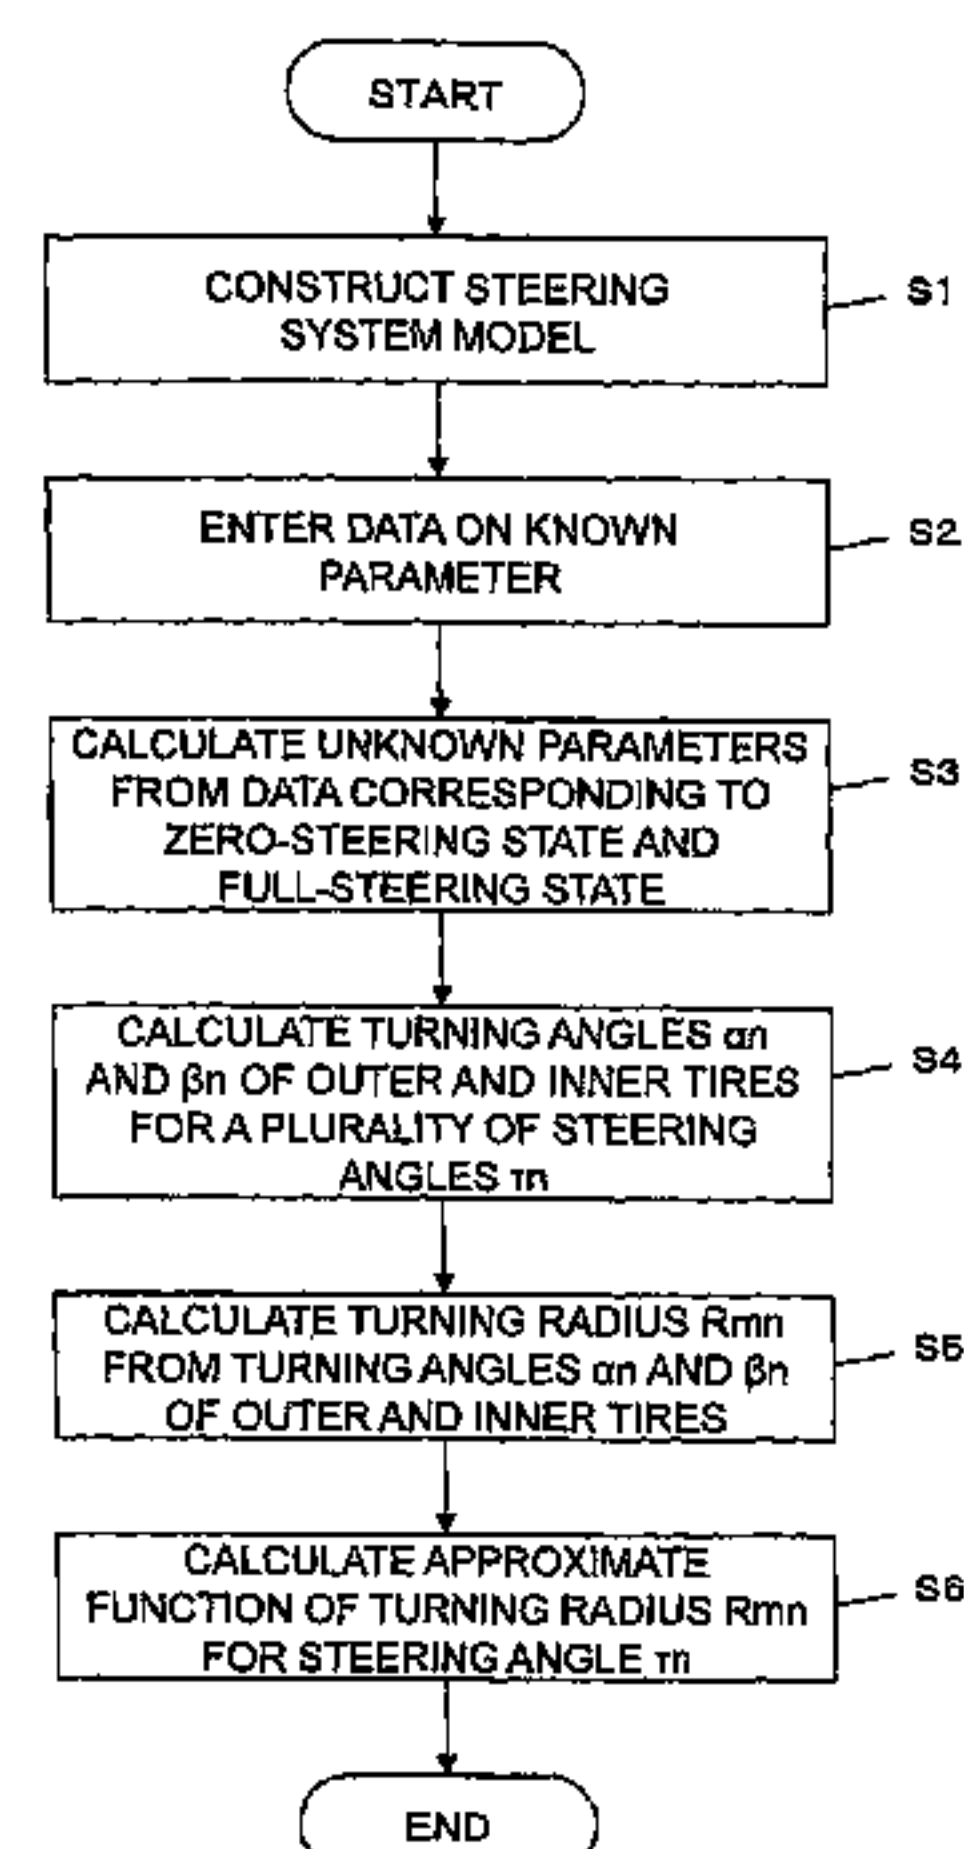 START
CONSTRUCT STEERING
SYSTEM MODEL
S1
ENTER DATA ON KNOWN
PARAMETER
S2
CALCULATE UNKNOWN PARAMETERS
FROM DATA CORRESPONDING TO
ZERO-STEERING STATE AND
FULL-STEERING STATE
S3
CALCULATE TURNING ANGLES αn
AND βn OF OUTER AND INNER TIRES
FOR A PLURALITY OF STEERING
ANGLES τn
S4
CALCULATE TURNING RADIUS Rmn
FROM TURNING ANGLES αn AND βn
OF OUTER AND INNER TIRES
S5
CALCULATE APPROXIMATE
FUNCTION OF TURNING RADIUS Rmn
FOR STEERING ANGLE τn
S6
END